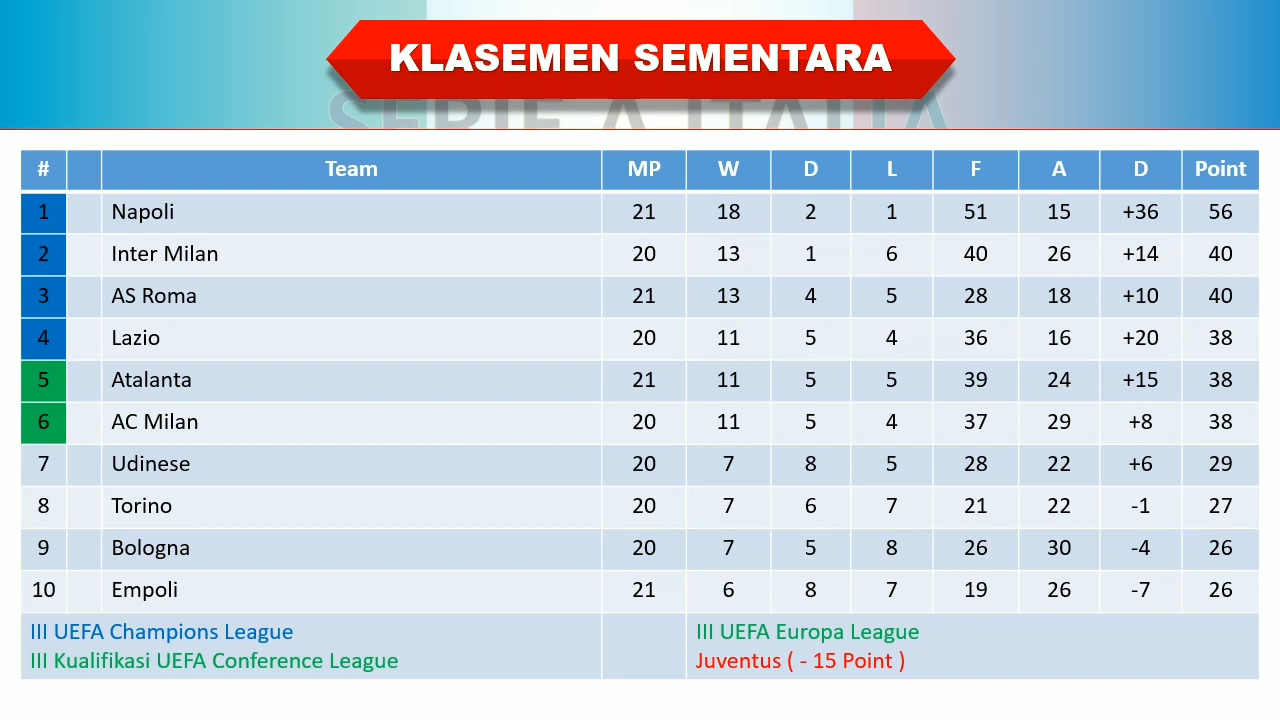 KLASEMEN SEMENTARA
SERIE A ITALIA
# Team MP W D L F A D Point
1 Napoli 21 18 2 1 51 15 +36 56
2 Inter Milan 20 13 1 6 40 26 +14 40
3 AS Roma 21 13 4 5 28 18 +10 40
4 Lazio 20 11 5 4 36 16 +20 38
5 Atalanta 21 11 5 5 39 24 +15 38
6 AC Milan 20 11 5 4 37 29 +8 38
7 Udinese 20 7 8 5 28 22 +6 29
8 Torino 20 7 6 7 21 22 -1 27
9 Bologna 20 7 5 8 26 30 -4 26
10 Empoli 21 6 8 7 19 26 -7 26
III UEFA Champions League III UEFA Europa League
III Kualifikasi UEFA Conference League Juventus ( - 15 Point )